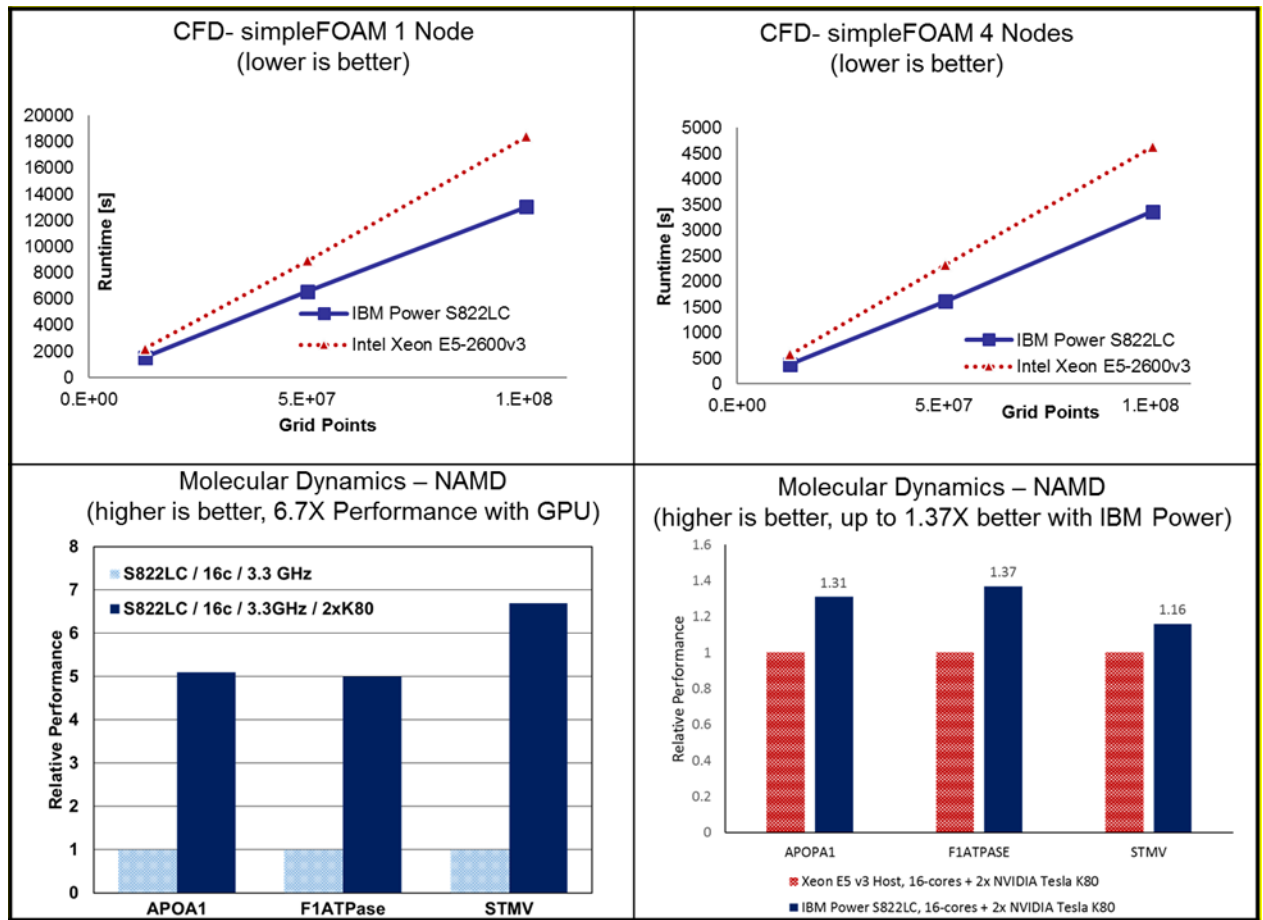 CFD- simpleFOAM 1 Node
(lower is better)
20000
18000
16000
14000
12000
10000
8000
6000
4000
2000
0
Runtime [s]
IBM Power S822LC
Intel Xeon E5-2600v3
0.E+00
5.E+07
1.E+08
Grid Points
CFD- simpleFOAM 4 Nodes
(lower is better)
5000
4500
4000
3500
3000
2500
2000
1500
1000
500
0
Runtime [s]
IBM Power S822LC
Intel Xeon E5-2600v3
0.E+00
5.E+07
1.E+08
Grid Points
Molecular Dynamics – NAMD
(higher is better, 6.7X Performance with GPU)
8
7
6
5
4
3
2
1
0
Relative Performance
S822LC / 16c / 3.3 GHz
S822LC / 16c / 3.3GHz / 2xK80
APOA1
F1ATPase
STMV
Molecular Dynamics – NAMD
(higher is better, up to 1.37X better with IBM Power)
1.6
1.4
1.2
1
0.8
0.6
0.4
0.2
0
Relative Performance
1.31
1.37
1.16
APOPA1
F1ATPASE
STMV
Xeon E5 v3 Host, 16-cores + 2x NVIDIA Tesla K80
IBM Power S822LC, 16-cores + 2x NVIDIA Tesla K80